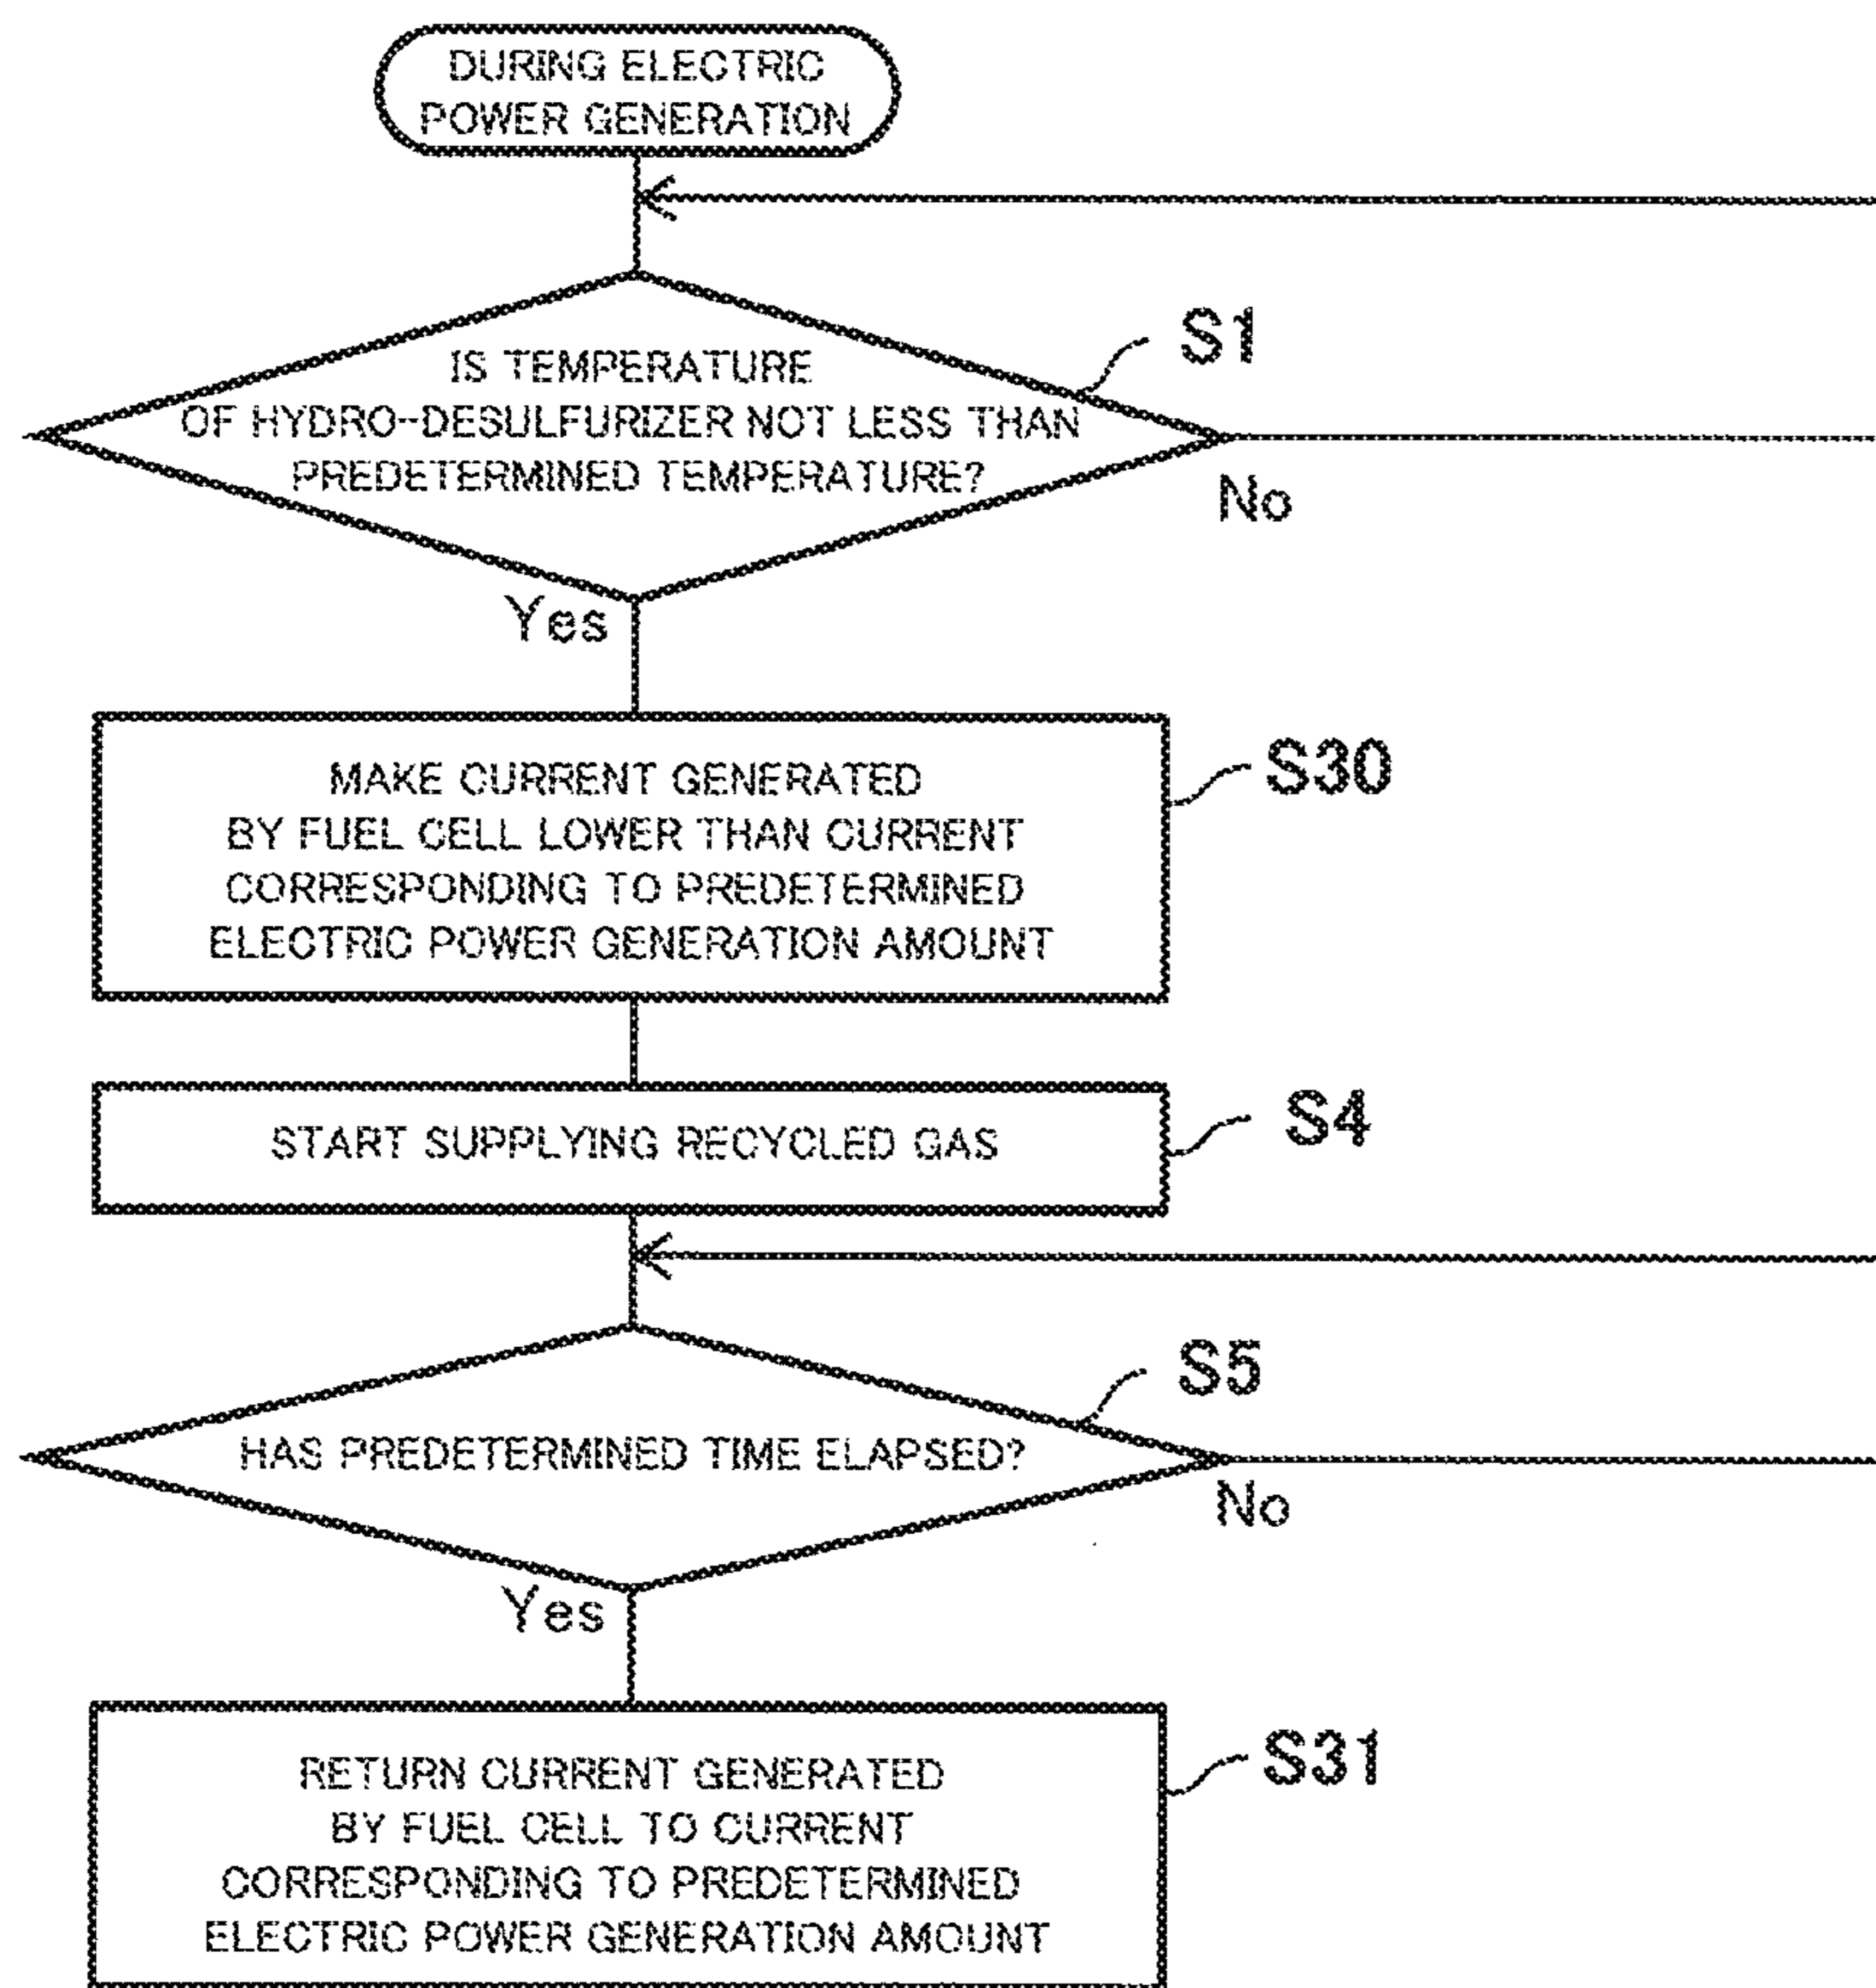 DURING ELECTRIC
POWER GENERATION
S1
IS TEMPERATURE
OF HYDRO-DESULFURIZER NOT LESS THAN
PREDETERMINED TEMPERATURE?
No
Yes
S30
MAKE CURRENT GENERATED
BY FUEL CELL LOWER THAN CURRENT
CORRESPONDING TO PREDETERMINED
ELECTRIC POWER GENERATION AMOUNT
S4
START SUPPLYING RECYCLED GAS
S5
HAS PREDETERMINED TIME ELAPSED?
No
Yes
S31
RETURN CURRENT GENERATED
BY FUEL CELL TO CURRENT
CORRESPONDING TO PREDETERMINED
ELECTRIC POWER GENERATION AMOUNT